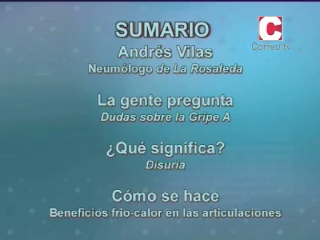 SUMARIO
C
Correo tv
Andrés Vilas
Neumólogo de La Rosaleda
La gente pregunta
Dudas sobre la Gripe A
¿Qué significa?
Disuria
Cómo se hace
Beneficios frio-calor en las articulaciones